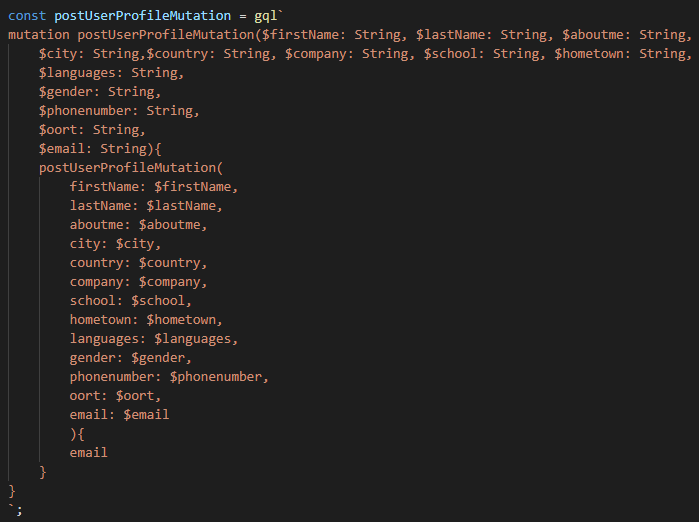 const postUserProfileMutation = gql`
mutation postUserProfileMutation($firstName: String, $lastName: String, $aboutme: String,
$city: String,$country: String, $company: String, $school: String, $hometown: String,
$languages: String,
$gender: String,
$phonenumber: String,
$oort: String,
$email: String){
postUserProfileMutation(
firstName: $firstName,
lastName: $lastName,
aboutme: $aboutme,
city: $city,
country: $country,
company: $company,
school: $school,
hometown: $hometown,
languages: $languages,
gender: $gender,
phonenumber: $phonenumber,
oort: $oort,
email: $email
){
email
}
}
`;